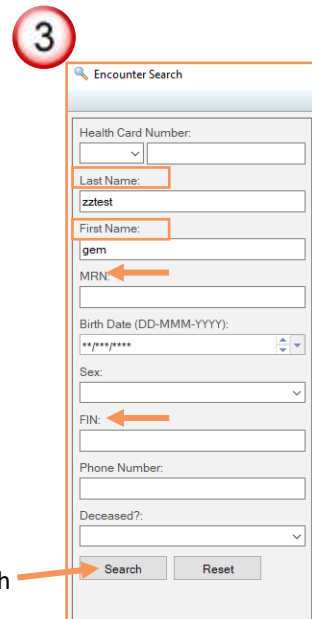 3
Encounter Search
Health Card Number:
Last Name:
zztest
First Name:
gem
MRN:
Birth Date (DD-MMM-YYYY):
**/***/****
Sex:
FIN:
Phone Number:
Deceased?:
Search Reset
h